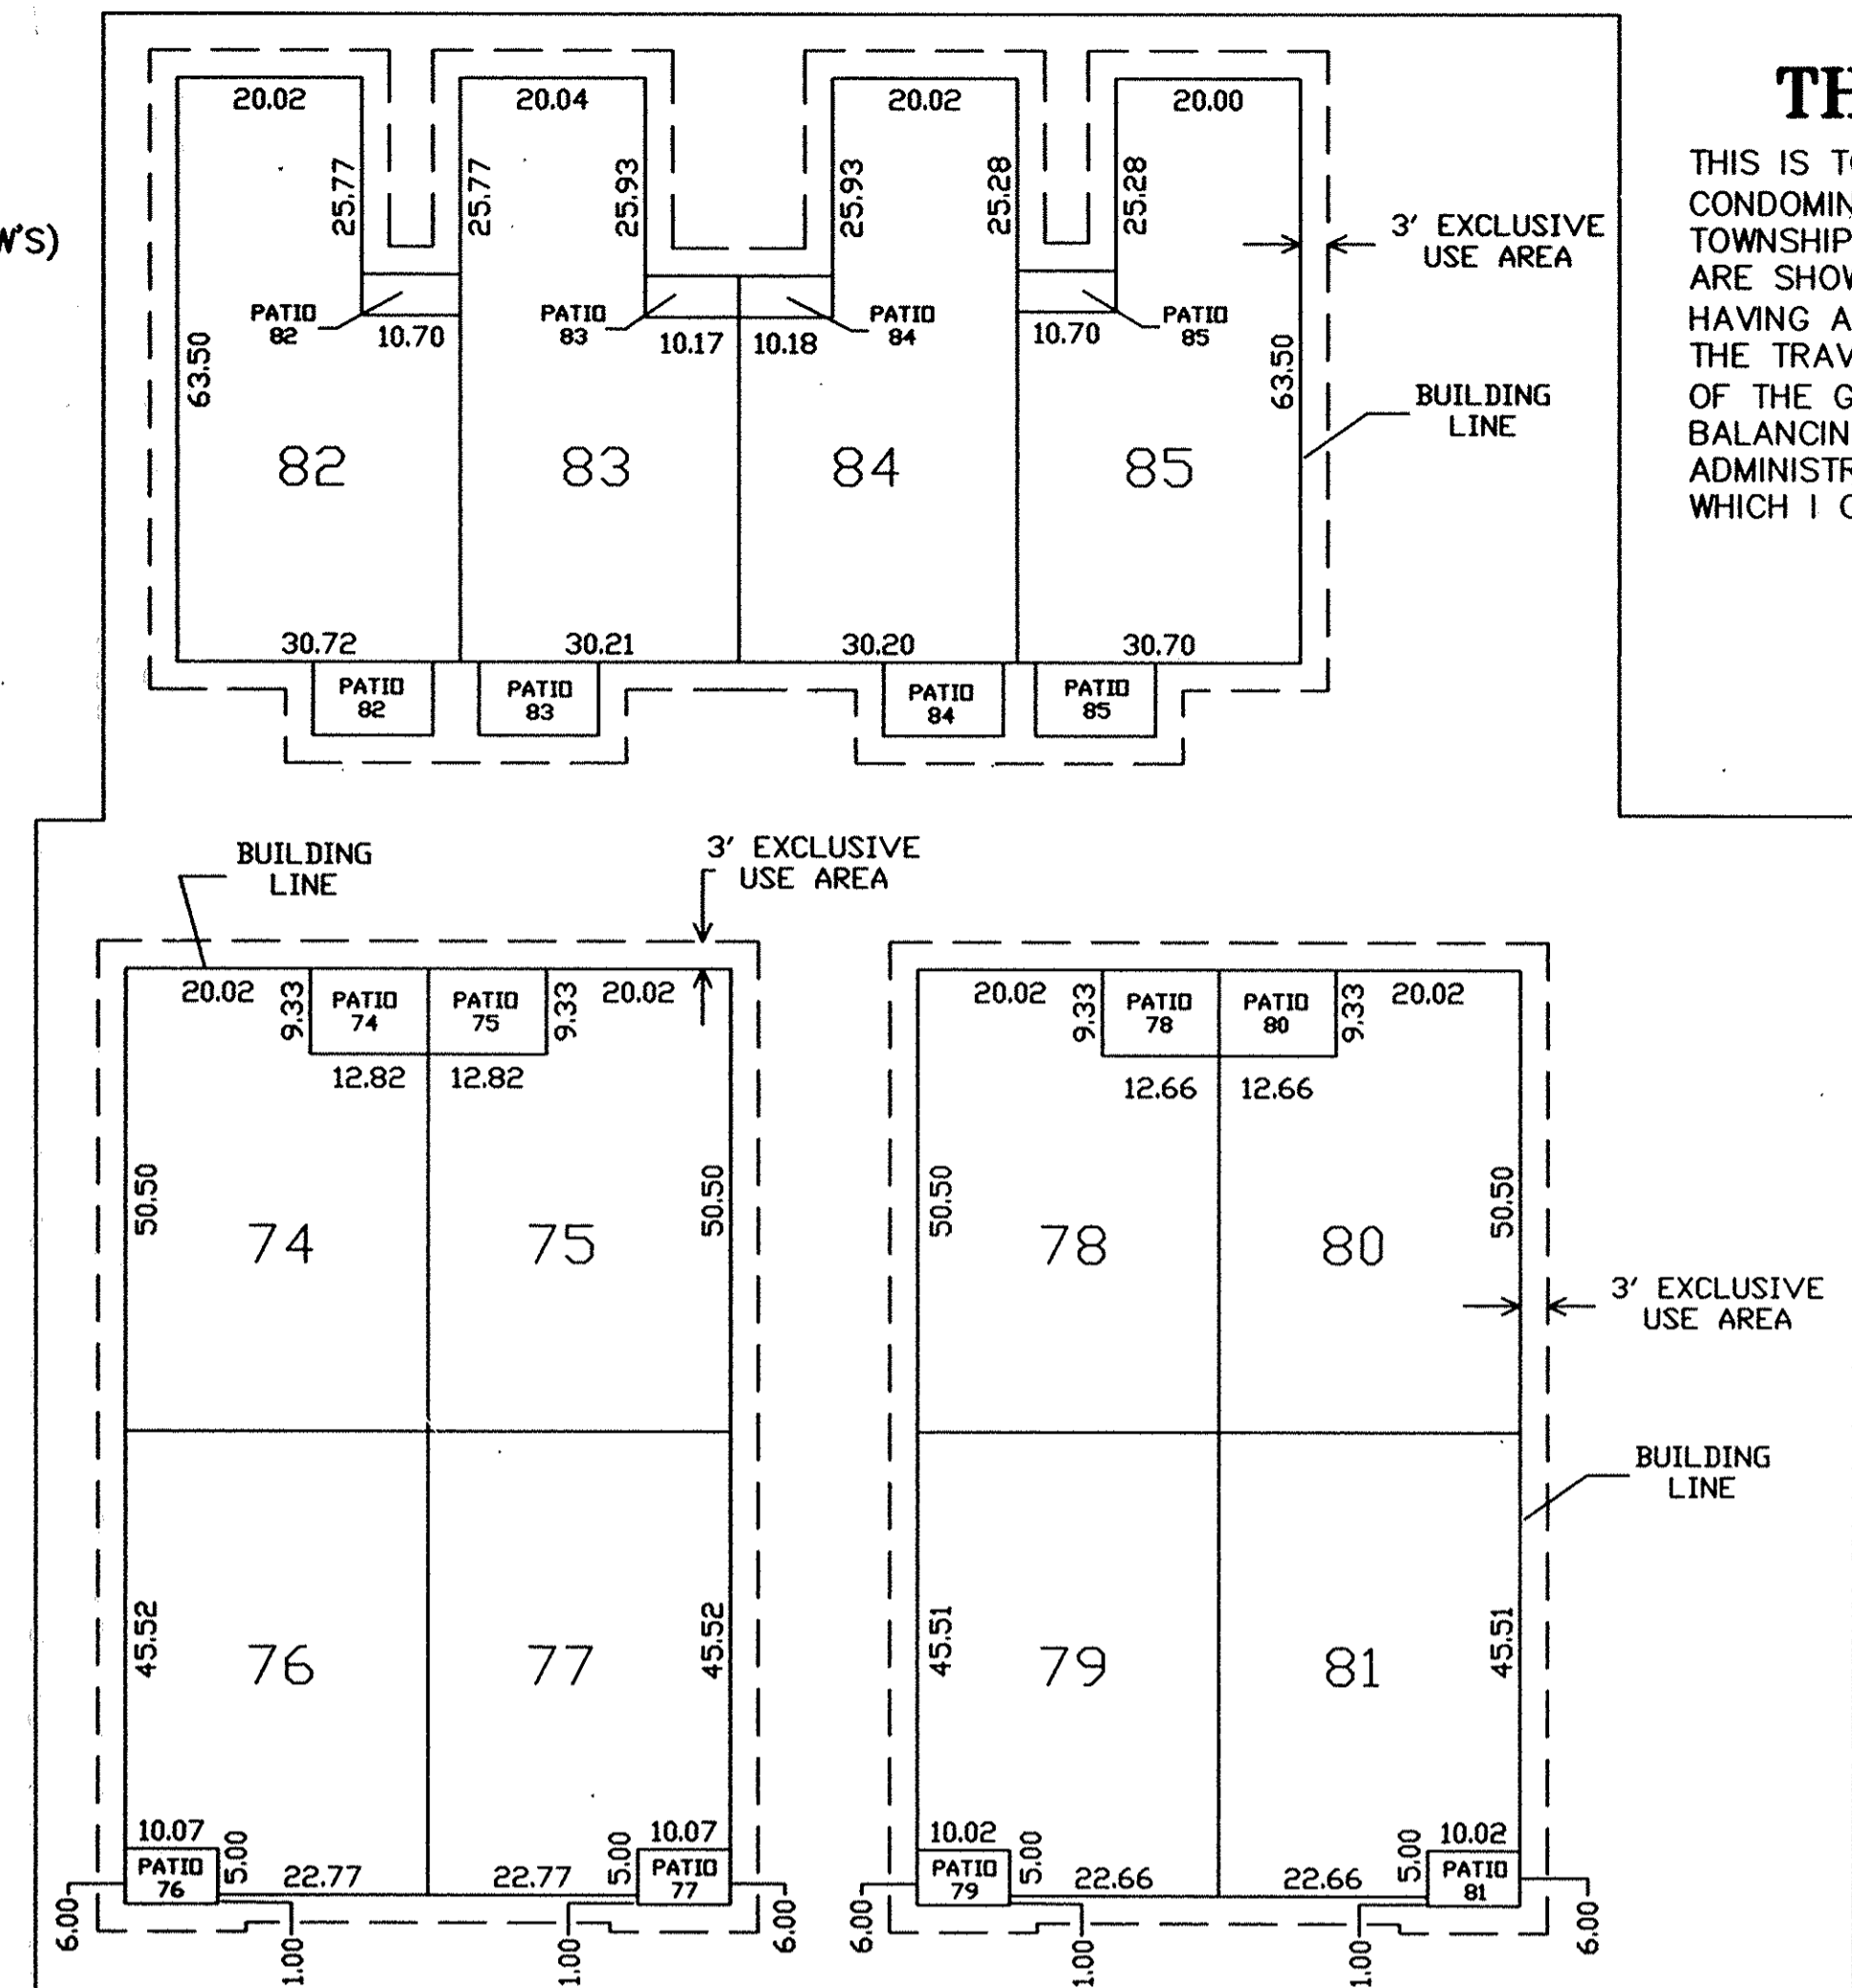 W'S)
TH
THIS IS T
CONDOMIN
TOWNSHIP
ARE SHOW
HAVING A
THE TRAV
OF THE G
BALANCIN
ADMINISTR
WHICH I C
20.02
20.04
20.02
20.00
25.77
25.77
25.93
25.93
25.28
25.28
3' EXCLUSIVE
USE AREA
PATIO
82
10.70
PATIO
83
10.17
10.18
PATIO
84
10.70
PATIO
85
63.50
63.50
BUILDING
LINE
82
83
84
85
30.72
30.21
30.20
30.70
PATIO
82
PATIO
83
PATIO
84
PATIO
85
BUILDING
LINE
3' EXCLUSIVE
USE AREA
20.02
9.33
PATIO
74
PATIO
75
9.33
20.02
12.82
12.82
20.02
9.33
PATIO
78
PATIO
80
9.33
20.02
12.66
12.66
50.50
50.50
50.50
50.50
74
75
78
80
3' EXCLUSIVE
USE AREA
BUILDING
LINE
45.52
45.52
45.51
45.51
76
77
79
81
10.07
5.00
PATIO
76
22.77
22.77
5.00
10.07
PATIO
77
10.02
5.00
PATIO
79
22.66
22.66
5.00
10.02
PATIO
81
6.00
1.00
1.00
6.00
6.00
1.00
1.00
6.00